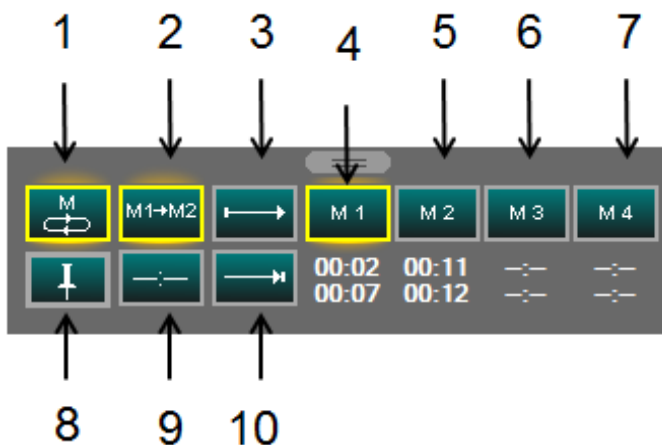 1 2 3 4 5 6 7
M M1→M2 M 1 M 2 M 3 M 4
--:-- 00:02 00:11 --:-- --:--
00:07 00:12 --:-- --:--
8 9 10